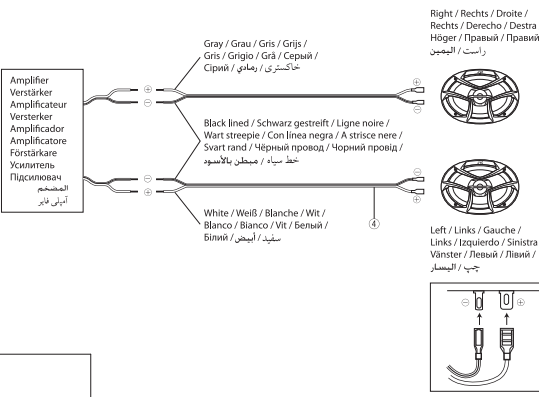 Right / Rechts / Droite /
Rechts / Derecho / Destra
Höger / Правый / Правий
راست / اليمين
Gray / Grau / Gris / Grijs /
Gris / Grigio / Grå / Серый /
Сірий / خاکستری / رمادي
Amplifier
Verstärker
Amplificateur
Versterker
Amplificador
Amplificatore
Förstärkare
Усилитель
Підсилювач
المضخم
آمپلی فایر
⊕
⊖
⊕
⊖
Black lined / Schwarz gestreift / Ligne noire /
Wart streepie / Con línea negra / A strisce nere /
Svart rand / Чёрный провод / Чорний провід /
خط سیاه / مبطن بالأسود
⊖
⊕
⊖
⊕
④
White / Weiß / Blanche / Wit /
Blanco / Bianco / Vit / Белый /
Білий / سفید / أبيض
Left / Links / Gauche /
Links / Izquierdo / Sinistra
Vänster / Левый / Лівий /
چپ / اليسار
⊖ ⊕